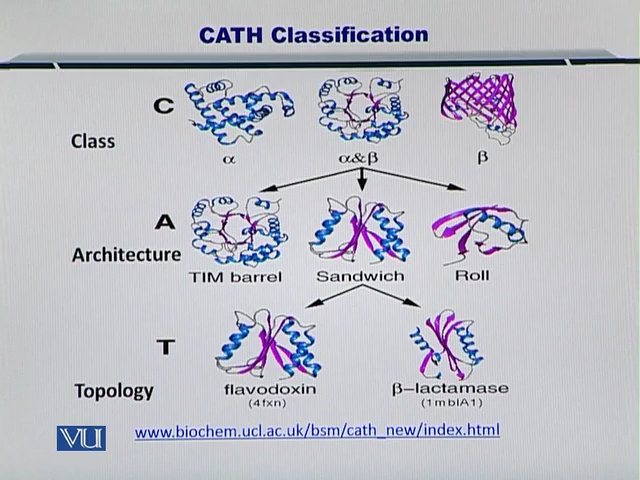 CATH Classification
C
Class
α
α&β
β
A
Architecture
TIM barrel
Sandwich
Roll
T
Topology
flavodoxin
(4fxn)
β–lactamase
(1mblA1)
VU
www.biochem.ucl.ac.uk/bsm/cath_new/index.html